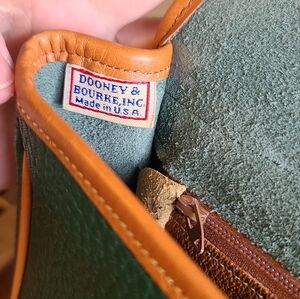 DOONEY &
BOURKE, INC.
Made in U.S.A.